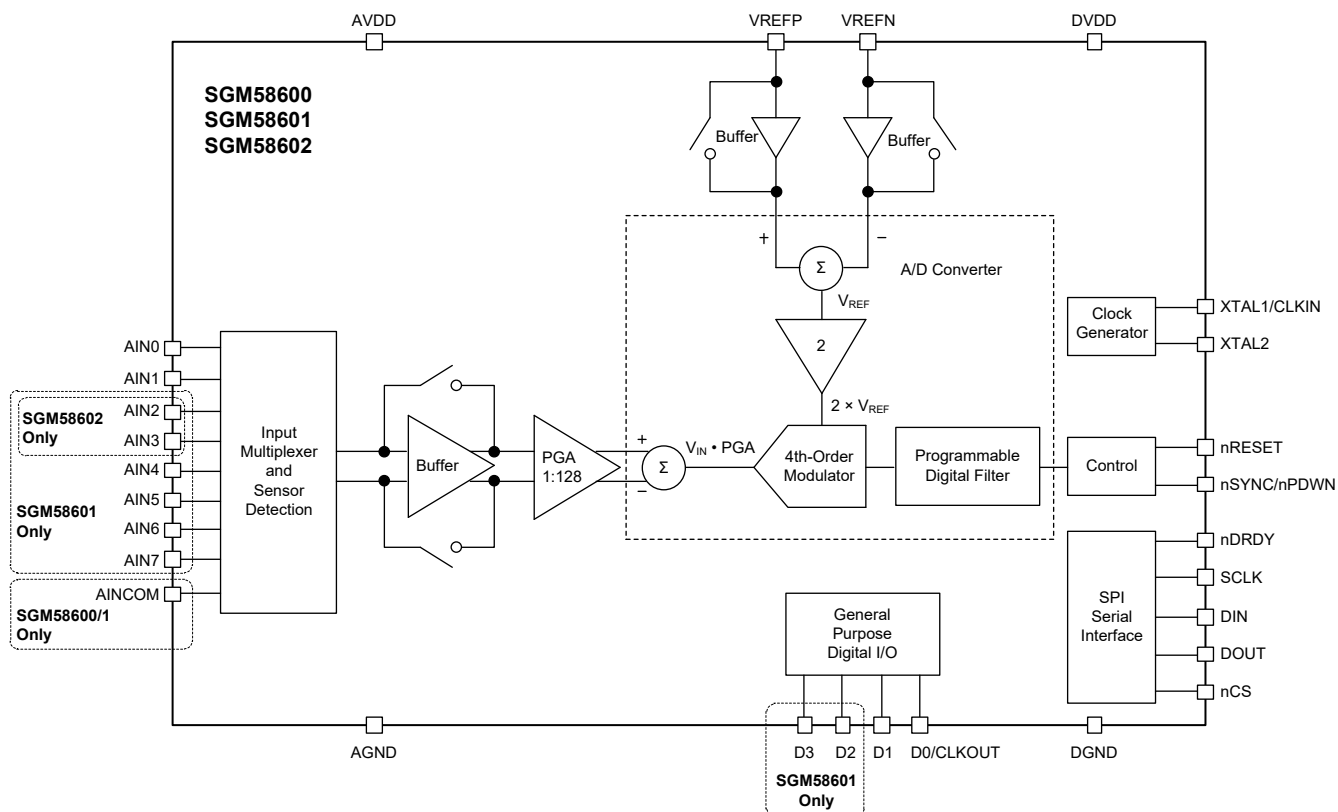 AVDD
VREFP
VREFN
DVDD
SGM58600
SGM58601
SGM58602
Buffer
Buffer
+
−
Σ
A/D Converter
VREF
2
2 × VREF
Clock
Generator
XTAL1/CLKIN
XTAL2
AIN0
AIN1
AIN2
AIN3
AIN4
AIN5
AIN6
AIN7
AINCOM
SGM58602
Only
SGM58601
Only
SGM58600/1
Only
Input
Multiplexer
and
Sensor
Detection
Buffer
PGA
1:128
+
−
Σ
VIN • PGA
4th-Order
Modulator
Programmable
Digital Filter
Control
nRESET
nSYNC/nPDWN
SPI
Serial
Interface
nDRDY
SCLK
DIN
DOUT
nCS
General
Purpose
Digital I/O
AGND
D3
D2
D1
D0/CLKOUT
DGND
SGM58601
Only